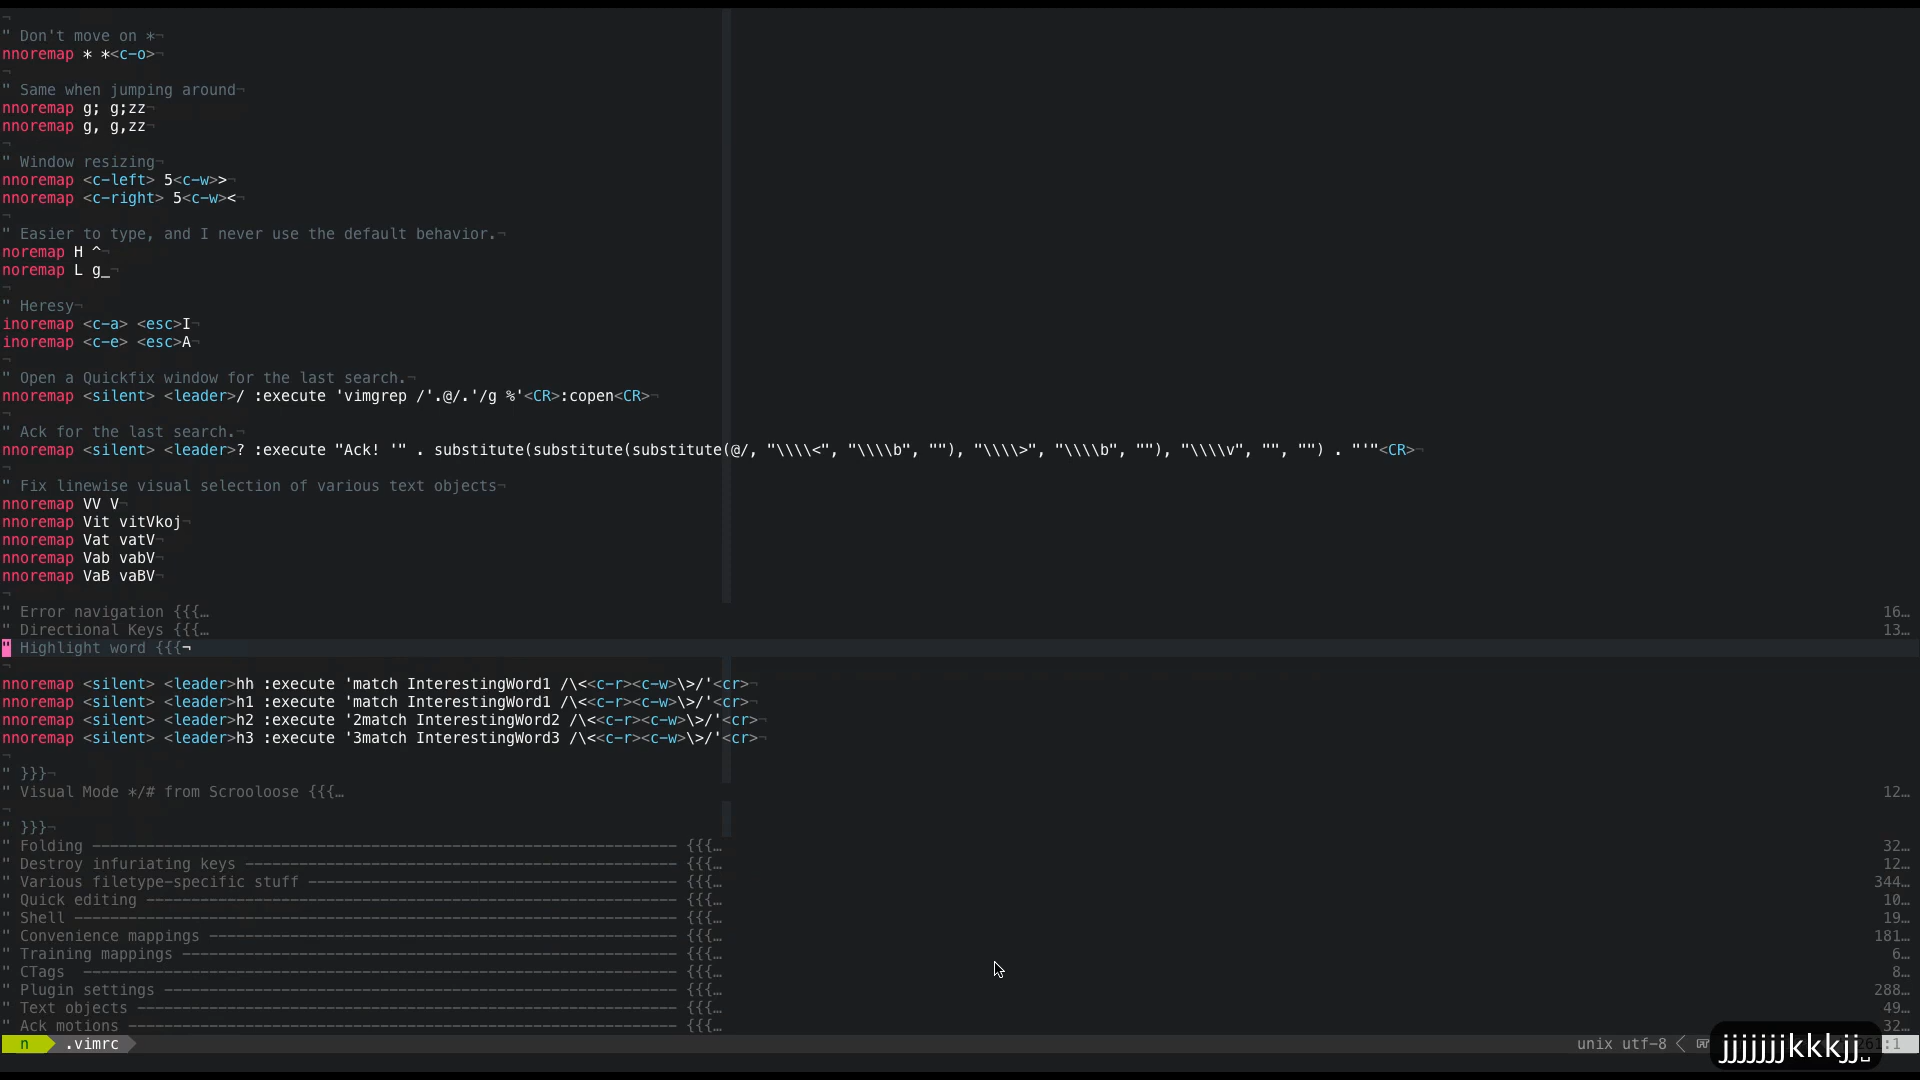 " Don't move on *¬
nnoremap * *<c-o>¬
¬
" Same when jumping around¬
nnoremap g; g;zz¬
nnoremap g, g,zz¬
¬
" Window resizing¬
nnoremap <c-left> 5<c-w>>¬
nnoremap <c-right> 5<c-w><¬
¬
" Easier to type, and I never use the default behavior.¬
noremap H ^¬
noremap L g_¬
¬
" Heresy¬
inoremap <c-a> <esc>I¬
inoremap <c-e> <esc>A¬
¬
" Open a Quickfix window for the last search.¬
nnoremap <silent> <leader>/ :execute 'vimgrep /'.@/.'/g %'<CR>:copen<CR>¬
¬
" Ack for the last search.¬
nnoremap <silent> <leader>? :execute "Ack! '" . substitute(substitute(substitute(@/, "\\\\<", "\\\\b", ""), "\\\\>", "\\\\b", ""), "\\\\v", "", "") . "'"<CR>¬
¬
" Fix linewise visual selection of various text objects¬
nnoremap VV V¬
nnoremap Vit vitVkoj¬
nnoremap Vat vatV¬
nnoremap Vab vabV¬
nnoremap VaB vaBV¬
¬
" Error navigation {{{… 16…
" Directional Keys {{{… 13…
" Highlight word {{{¬
¬
nnoremap <silent> <leader>hh :execute 'match InterestingWord1 /\<<c-r><c-w>\>/'<cr>¬
nnoremap <silent> <leader>h1 :execute 'match InterestingWord1 /\<<c-r><c-w>\>/'<cr>¬
nnoremap <silent> <leader>h2 :execute '2match InterestingWord2 /\<<c-r><c-w>\>/'<cr>¬
nnoremap <silent> <leader>h3 :execute '3match InterestingWord3 /\<<c-r><c-w>\>/'<cr>¬
¬
" }}}¬
" Visual Mode */# from Scrooloose {{{… 12…
¬
" }}}¬
" Folding ----------------------------------------------------------------- {{{… 32…
" Destroy infuriating keys ------------------------------------------------ {{{… 12…
" Various filetype-specific stuff ----------------------------------------- {{{… 344…
" Quick editing ----------------------------------------------------------- {{{… 10…
" Shell ------------------------------------------------------------------- {{{… 19…
" Convenience mappings ---------------------------------------------------- {{{… 181…
" Training mappings ------------------------------------------------------- {{{… 6…
" CTags  ------------------------------------------------------------------ {{{… 8…
" Plugin settings --------------------------------------------------------- {{{… 288…
" Text objects ------------------------------------------------------------ {{{… 49…
" Ack motions ------------------------------------------------------------- {{{… 32…
n .vimrc unix utf-8 :1
jjjjjjjkkkjj␣